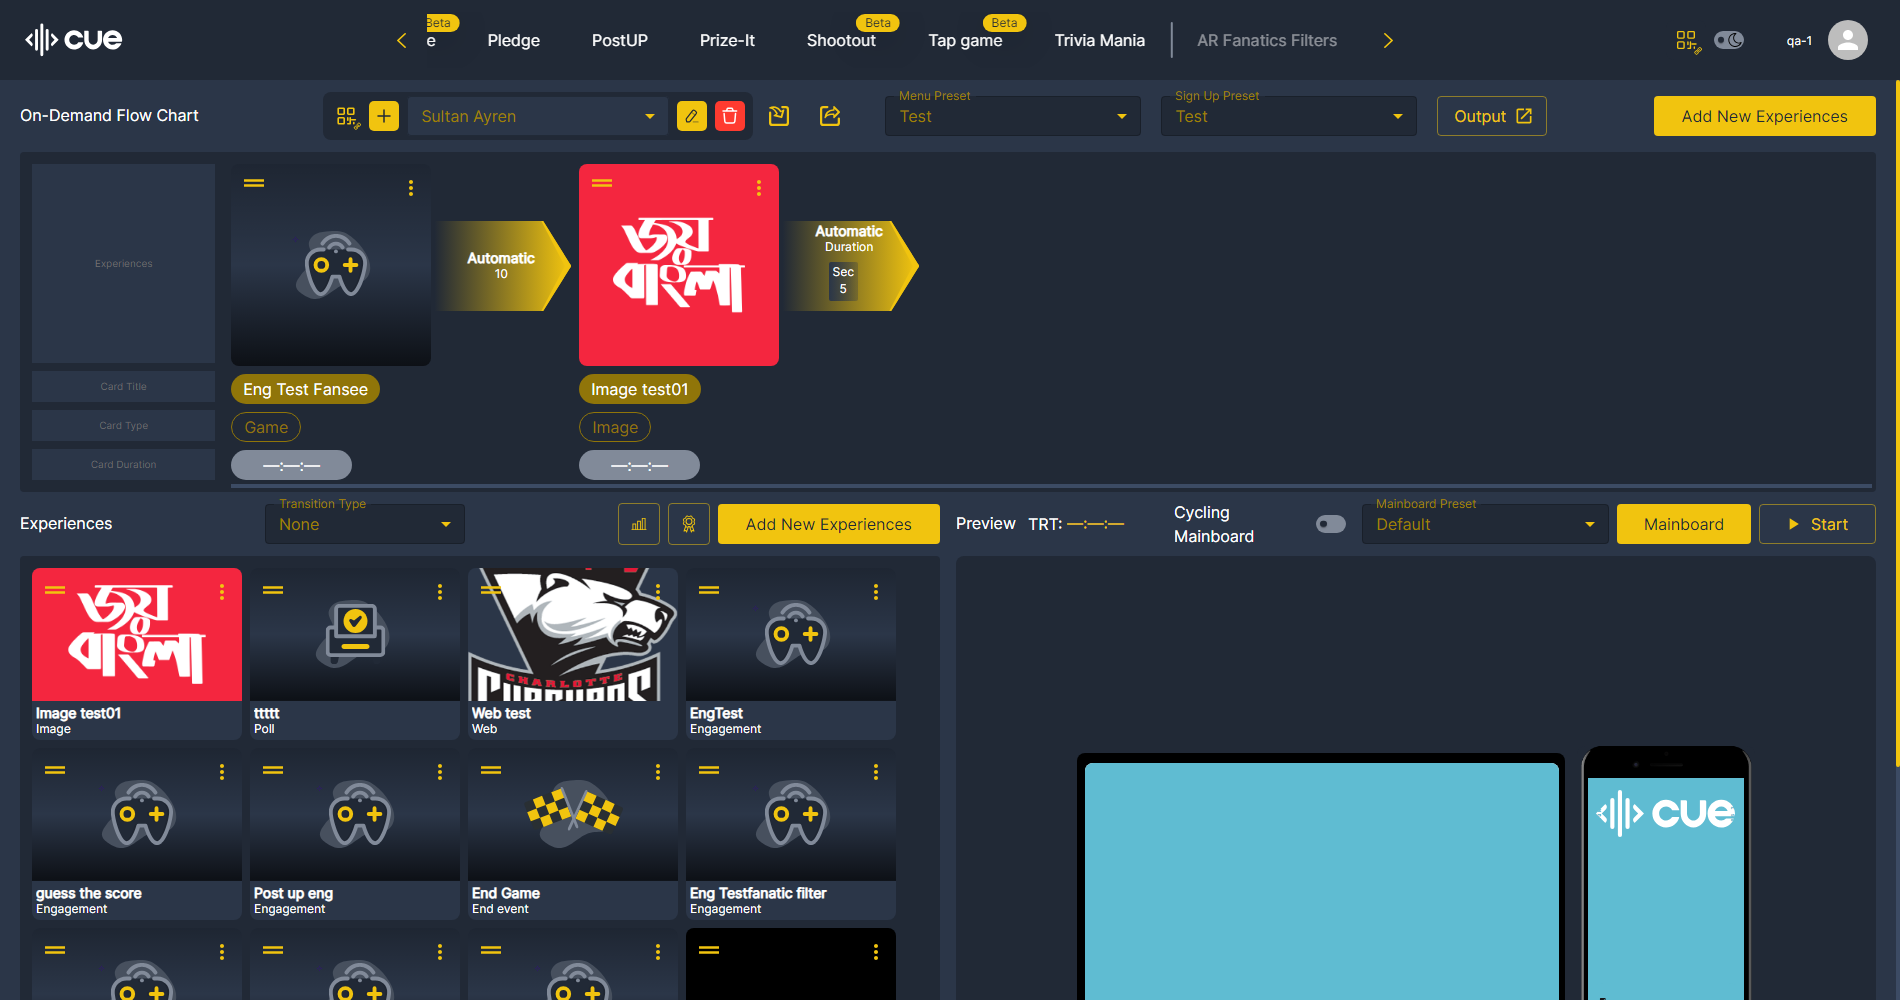 cue
e
Beta
Pledge
PostUP
Prize-It
Shootout
Beta
Tap game
Beta
Trivia Mania
AR Fanatics Filters
qa-1
On-Demand Flow Chart
Sultan Ayren
Menu Preset
Test
Sign Up Preset
Test
Output
Add New Experiences
Experiences
Automatic
10
জয়
বাংলা
Automatic
Duration
Sec
5
Card Title
Eng Test Fansee
Image test01
Card Type
Game
Image
Card Duration
—:—:—
—:—:—
Experiences
Transition Type
None
Add New Experiences
Preview
TRT: —:—:—
Cycling
Mainboard
Mainboard Preset
Default
Mainboard
Start
জয়
বাংলা
Image test01
Image
ttttt
Poll
CHARLOTTE
Web test
Web
EngTest
Engagement
guess the score
Engagement
Post up eng
Engagement
End Game
End event
Eng Testfanatic filter
Engagement
cue